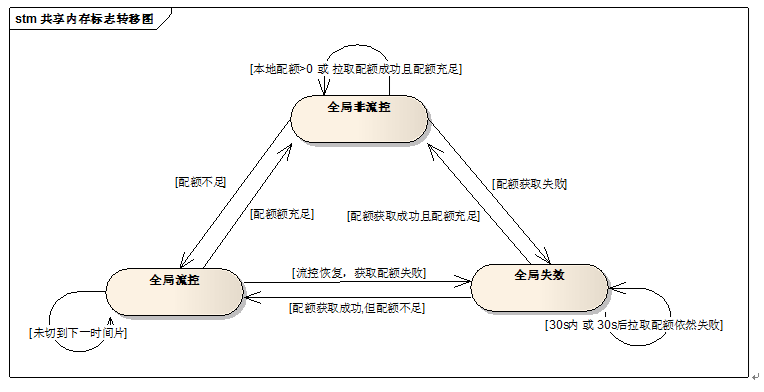 stm 共享内存标志转移图
[本地配额>0 或 拉取配额成功且配额充足]
全局非流控
[配额不足]
[配额获取失败]
[配额额充足]
[配额获取成功且配额充足]
全局流控
[流控恢复，获取配额失败]
全局失效
[配额获取成功,但配额不足]
[未切到下一时间片]
[30s内 或 30s后拉取配额依然失败]